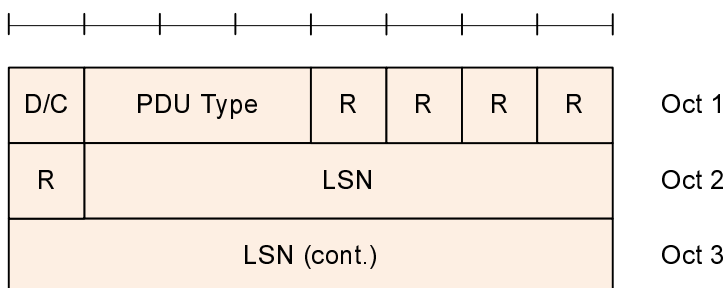 D/C PDU Type R R R R Oct 1
R LSN Oct 2
LSN (cont.) Oct 3